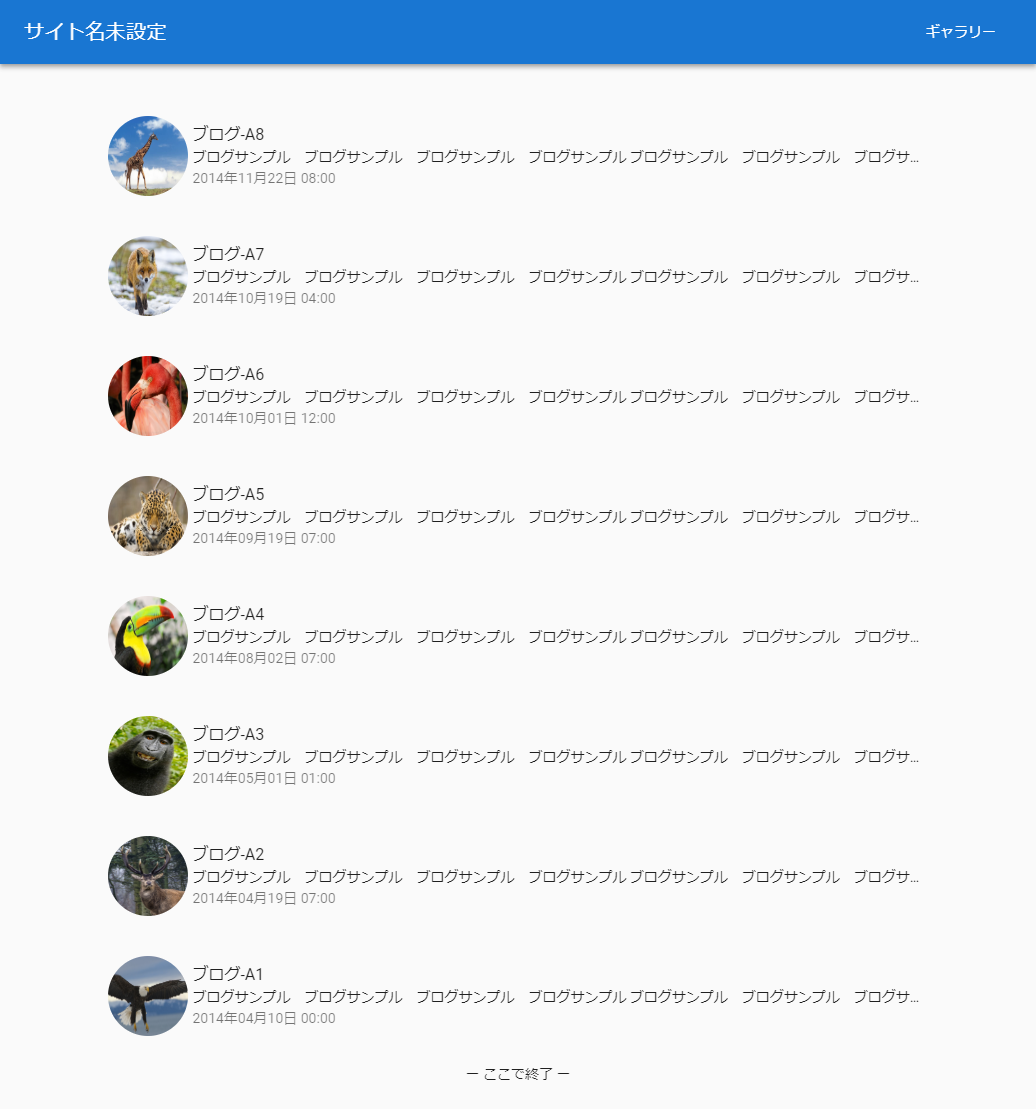 サイト名未設定
ギャラリー
ブログ-A8
ブログサンプル　ブログサンプル　ブログサンプル　ブログサンプル ブログサンプル　ブログサンプル　ブログサ...
2014年11月22日 08:00
ブログ-A7
ブログサンプル　ブログサンプル　ブログサンプル　ブログサンプル ブログサンプル　ブログサンプル　ブログサ...
2014年10月19日 04:00
ブログ-A6
ブログサンプル　ブログサンプル　ブログサンプル　ブログサンプル ブログサンプル　ブログサンプル　ブログサ...
2014年10月01日 12:00
ブログ-A5
ブログサンプル　ブログサンプル　ブログサンプル　ブログサンプル ブログサンプル　ブログサンプル　ブログサ...
2014年09月19日 07:00
ブログ-A4
ブログサンプル　ブログサンプル　ブログサンプル　ブログサンプル ブログサンプル　ブログサンプル　ブログサ...
2014年08月02日 07:00
ブログ-A3
ブログサンプル　ブログサンプル　ブログサンプル　ブログサンプル ブログサンプル　ブログサンプル　ブログサ...
2014年05月01日 01:00
ブログ-A2
ブログサンプル　ブログサンプル　ブログサンプル　ブログサンプル ブログサンプル　ブログサンプル　ブログサ...
2014年04月19日 07:00
ブログ-A1
ブログサンプル　ブログサンプル　ブログサンプル　ブログサンプル ブログサンプル　ブログサンプル　ブログサ...
2014年04月10日 00:00
ー ここで終了 ー